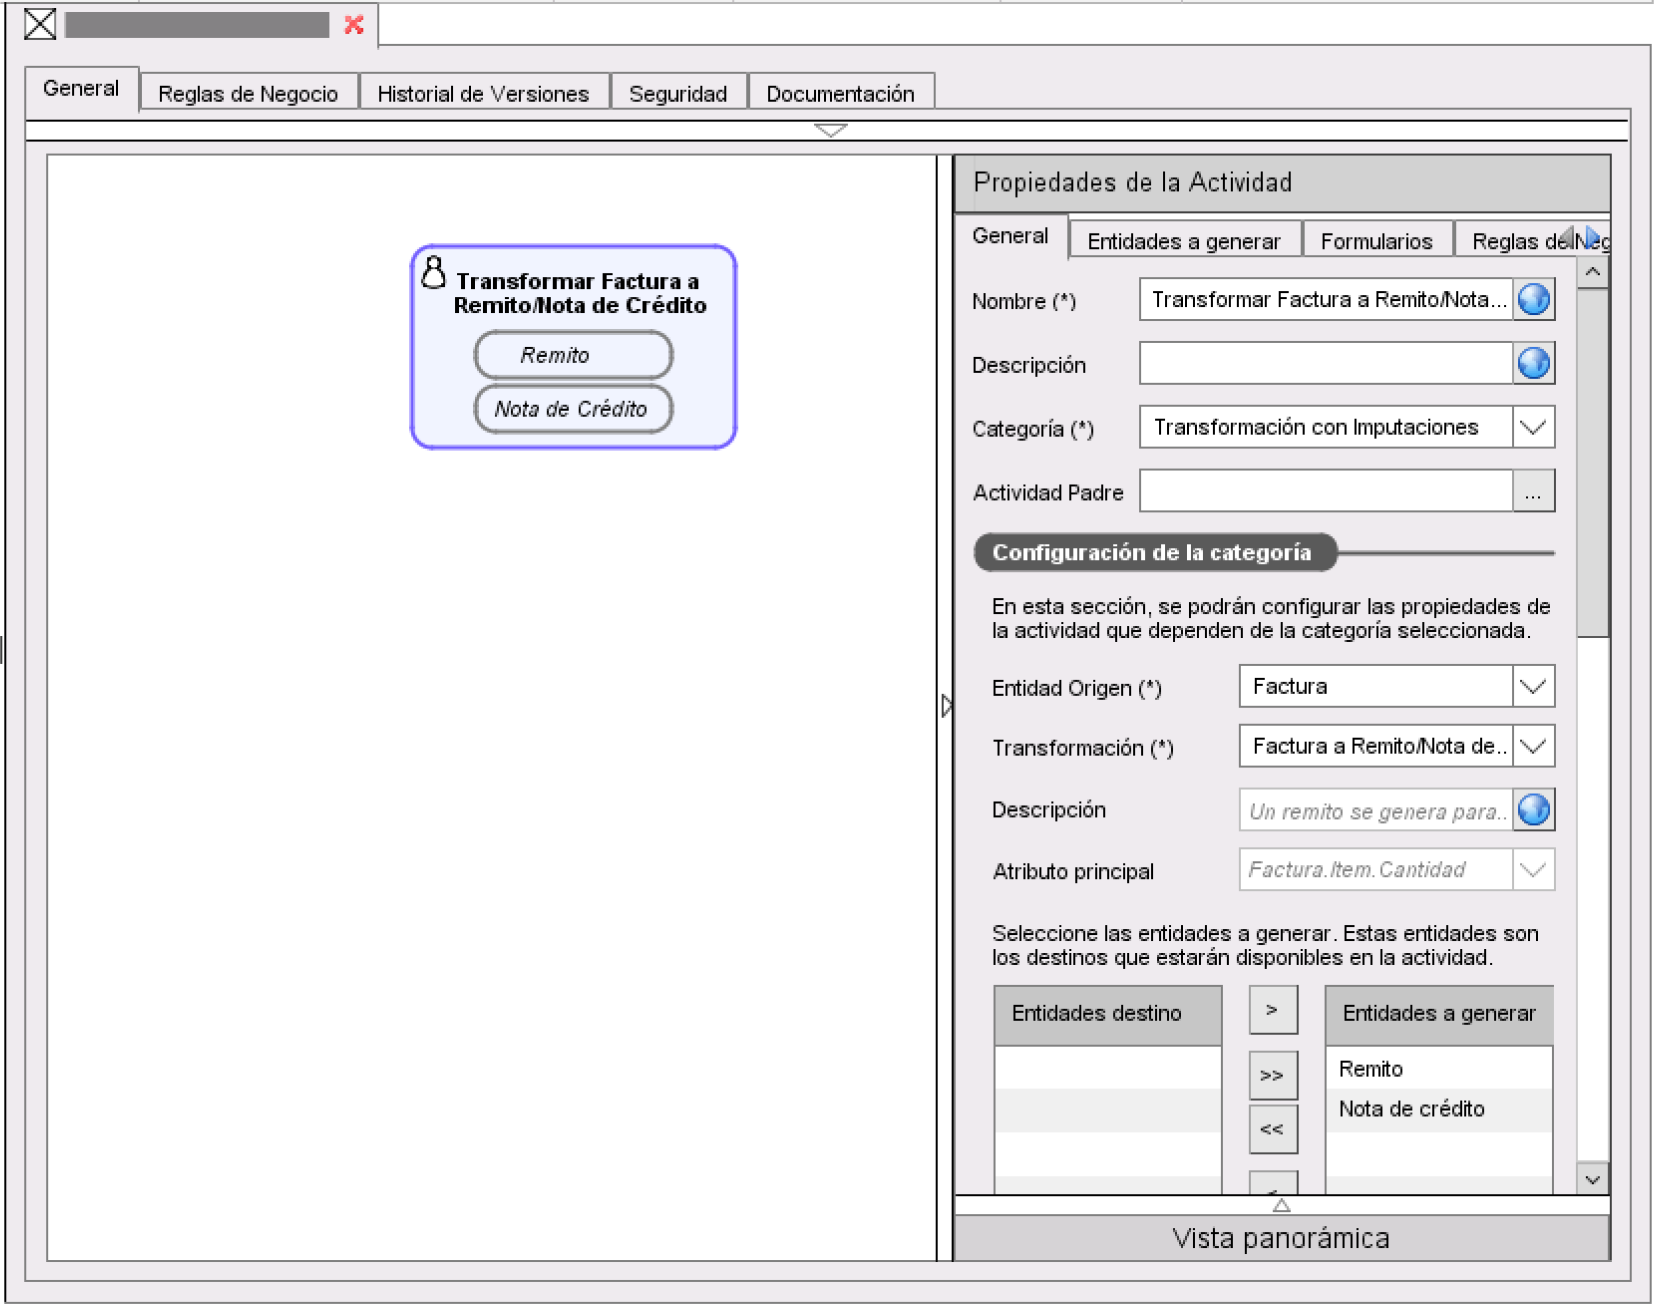 General
Reglas de Negocio
Historial de Versiones
Seguridad
Documentación
Transformar Factura a
Remito/Nota de Crédito
Remito
Nota de Crédito
Propiedades de la Actividad
General
Entidades a generar
Formularios
Reglas de Neg
Nombre (*)
Transformar Factura a Remito/Nota...
Descripción
Categoría (*)
Transformación con Imputaciones
Actividad Padre
...
Configuración de la categoría
En esta sección, se podrán configurar las propiedades de
la actividad que dependen de la categoría seleccionada.
Entidad Origen (*)
Factura
Transformación (*)
Factura a Remito/Nota de..
Descripción
Un remito se genera para..
Atributo principal
Factura.Item.Cantidad
Seleccione las entidades a generar. Estas entidades son
los destinos que estarán disponibles en la actividad.
Entidades destino
>
>>
<<
<
Entidades a generar
Remito
Nota de crédito
Vista panorámica